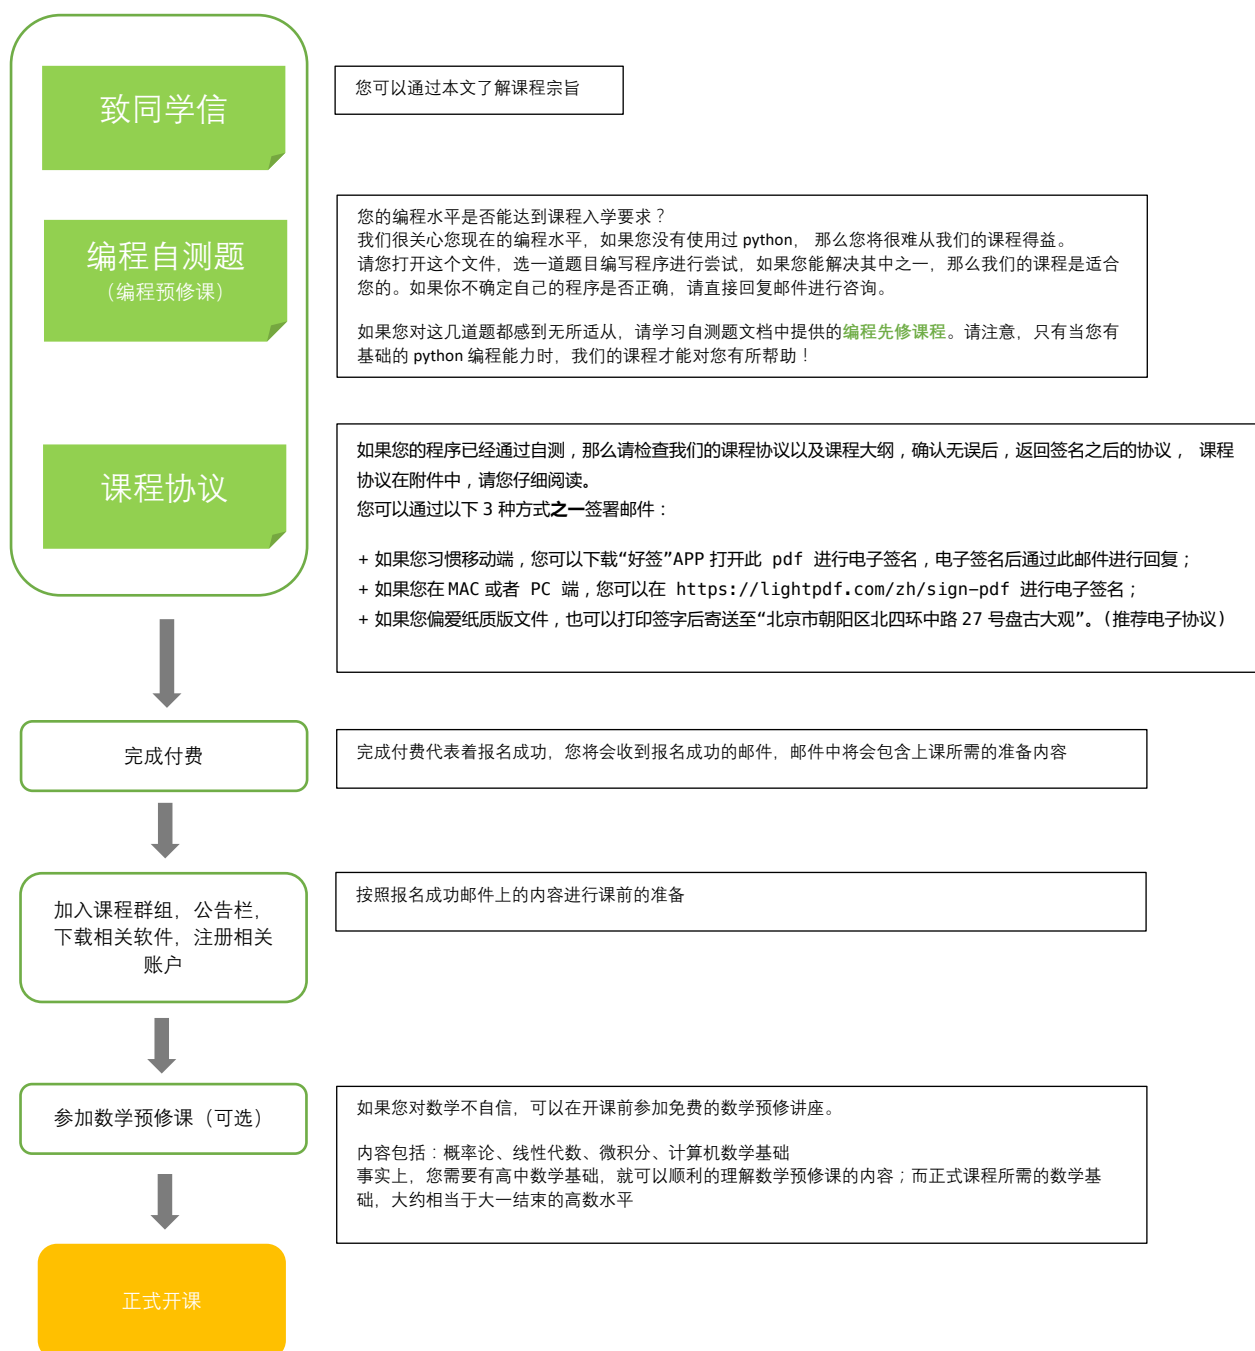 致同学信
您可以通过本文了解课程宗旨
编程自测题
（编程预修课）
您的编程水平是否能达到课程入学要求？
我们很关心您现在的编程水平，如果您没有使用过 python， 那么您将很难从我们的课程得益。
请您打开这个文件，选一道题目编写程序进行尝试，如果您能解决其中之一，那么我们的课程是适合
您的。如果你不确定自己的程序是否正确，请直接回复邮件进行咨询。
如果您对这几道题都感到无所适从，请学习自测题文档中提供的编程先修课程。请注意，只有当您有
基础的 python 编程能力时，我们的课程才能对您有所帮助！
课程协议
如果您的程序已经通过自测，那么请检查我们的课程协议以及课程大纲，确认无误后，返回签名之后的协议， 课程
协议在附件中，请您仔细阅读。
您可以通过以下 3 种方式之一签署邮件：
+ 如果您习惯移动端，您可以下载“好签”APP 打开此 pdf 进行电子签名，电子签名后通过此邮件进行回复；
+ 如果您在 MAC 或者 PC 端，您可以在 https://lightpdf.com/zh/sign-pdf 进行电子签名；
+ 如果您偏爱纸质版文件，也可以打印签字后寄送至“北京市朝阳区北四环中路 27 号盘古大观”。(推荐电子协议)
完成付费
完成付费代表着报名成功，您将会收到报名成功的邮件，邮件中将会包含上课所需的准备内容
加入课程群组，公告栏，
下载相关软件，注册相关
账户
按照报名成功邮件上的内容进行课前的准备
参加数学预修课（可选）
如果您对数学不自信，可以在开课前参加免费的数学预修讲座。
内容包括：概率论、线性代数、微积分、计算机数学基础
事实上，您需要有高中数学基础，就可以顺利的理解数学预修课的内容；而正式课程所需的数学基
础，大约相当于大一结束的高数水平
正式开课